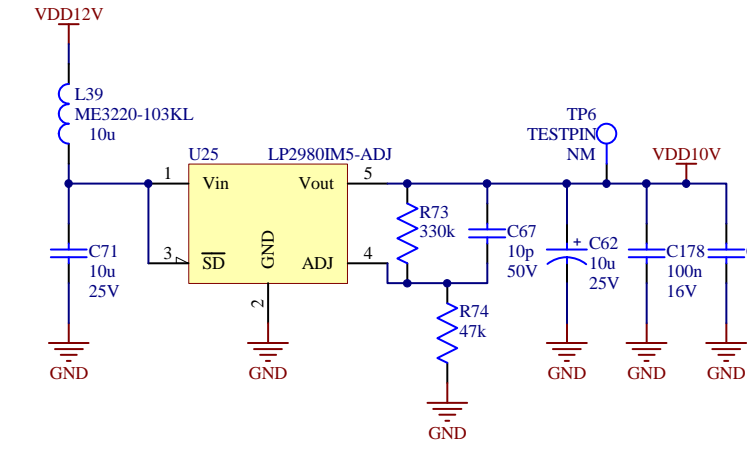 VDD12V
L39
ME3220-103KL
10u
U25
LP2980IM5-ADJ
TP6
TESTPIN
NM
VDD10V
1
Vin
Vout
5
3
SD
GND
ADJ
4
2
R73
330k
C67
10p
50V
C62
10u
25V
+
C178
100n
16V
C71
10u
25V
R74
47k
GND
GND
GND
GND
GND
GND